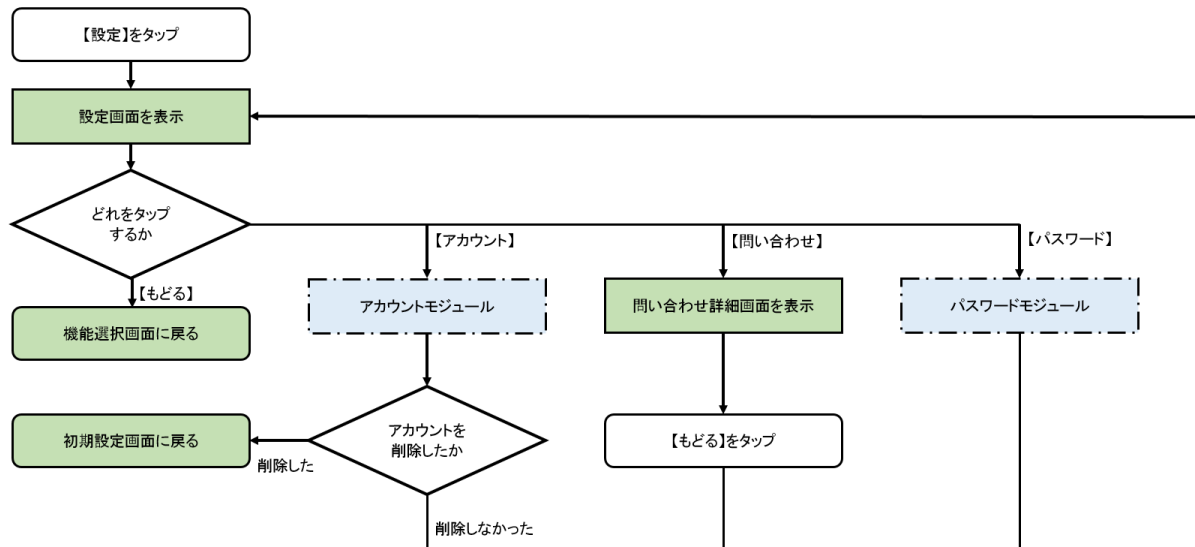 【設定】をタップ
設定画面を表示
どれをタップ
するか
【アカウント】
【問い合わせ】
【パスワード】
【もどる】
アカウントモジュール
問い合わせ詳細画面を表示
パスワードモジュール
機能選択画面に戻る
初期設定画面に戻る
アカウントを
削除したか
【もどる】をタップ
削除した
削除しなかった